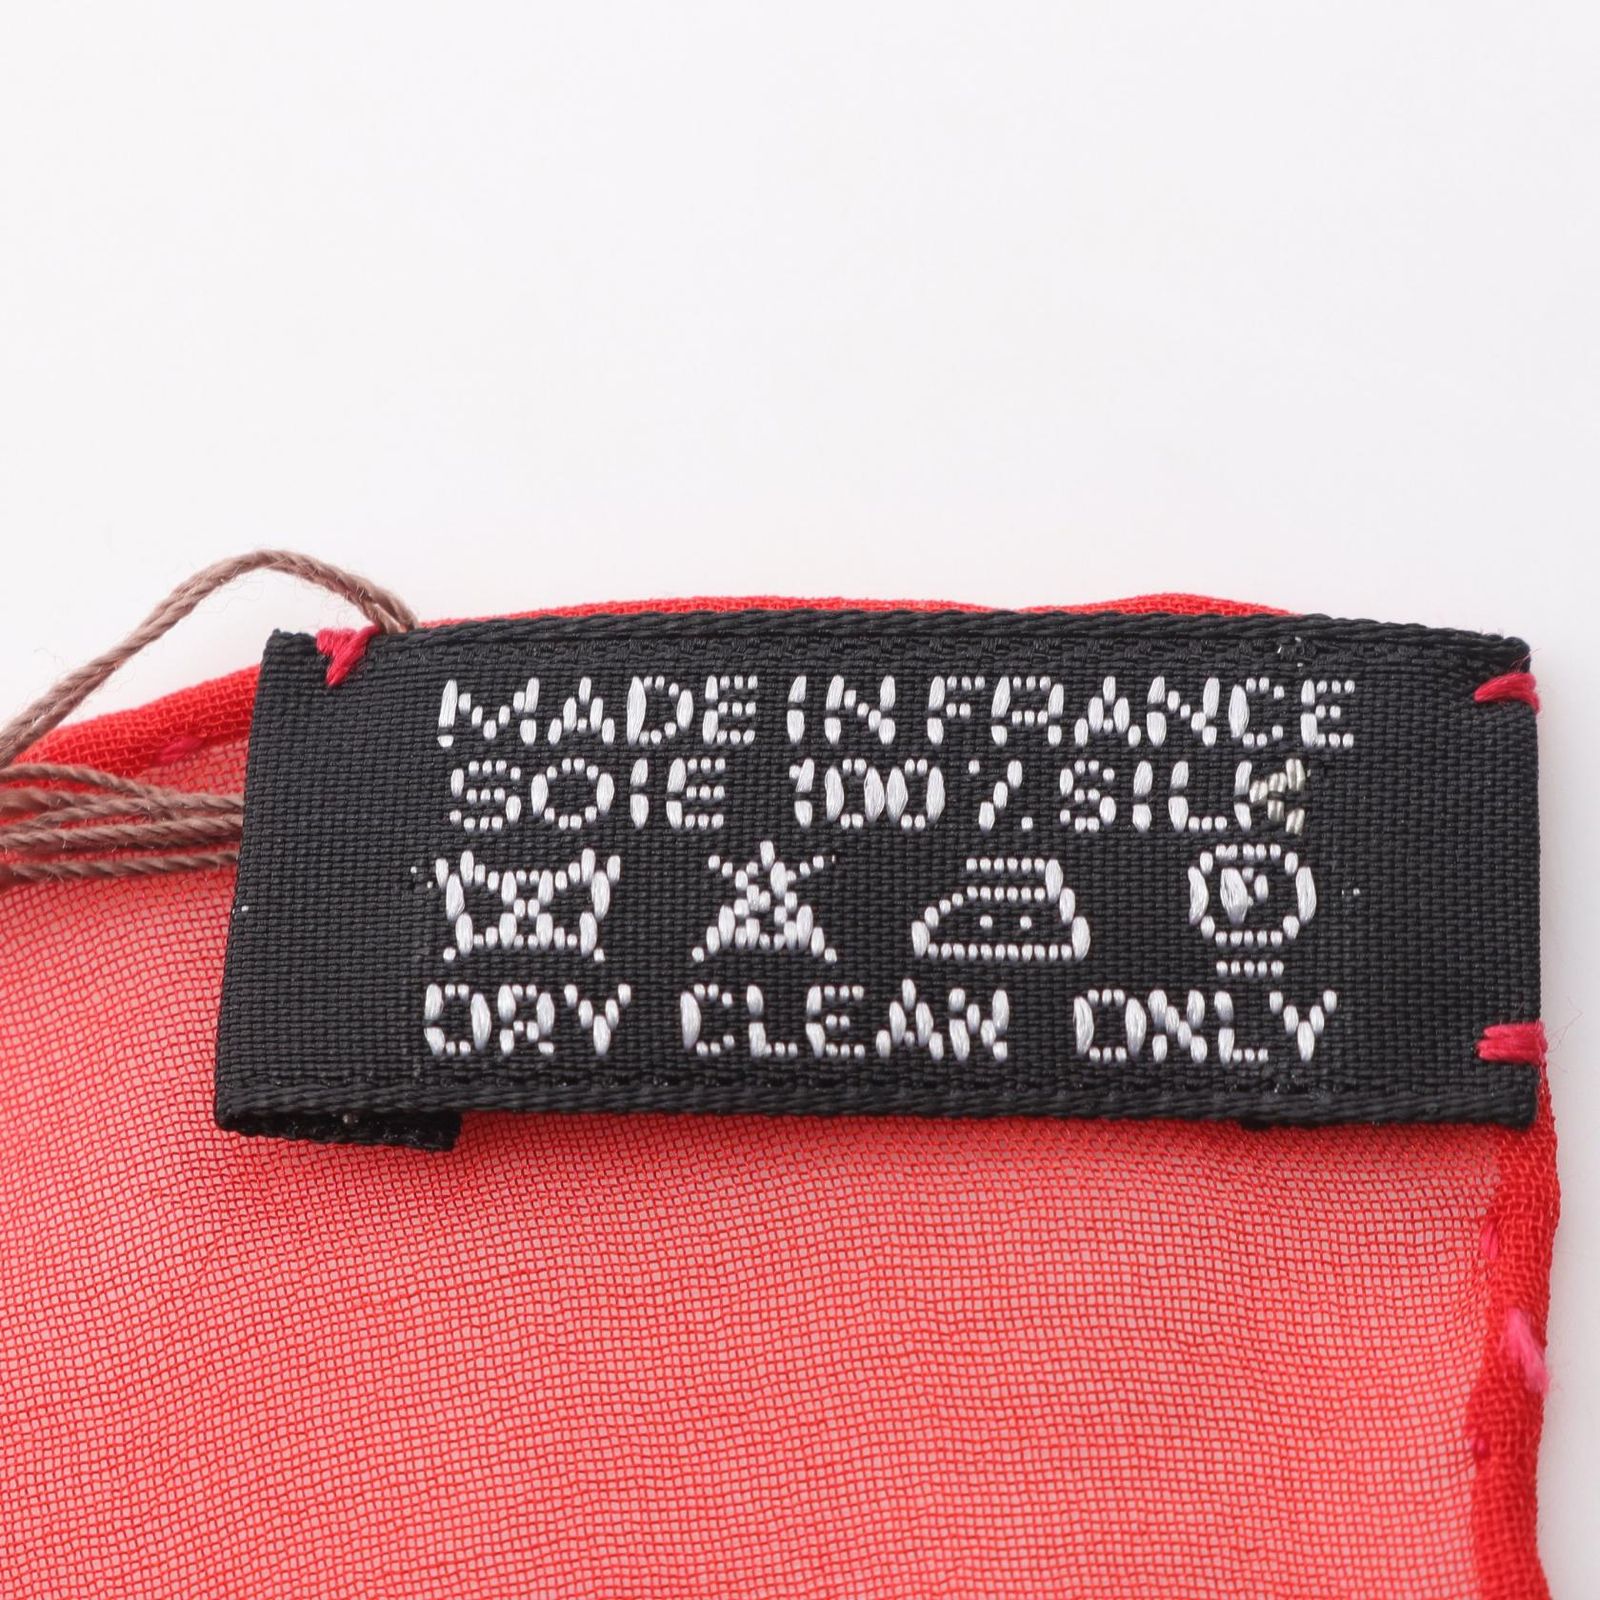 MADE IN FRANCE
SOIE 100% SILK
P
DRY CLEAN ONLY